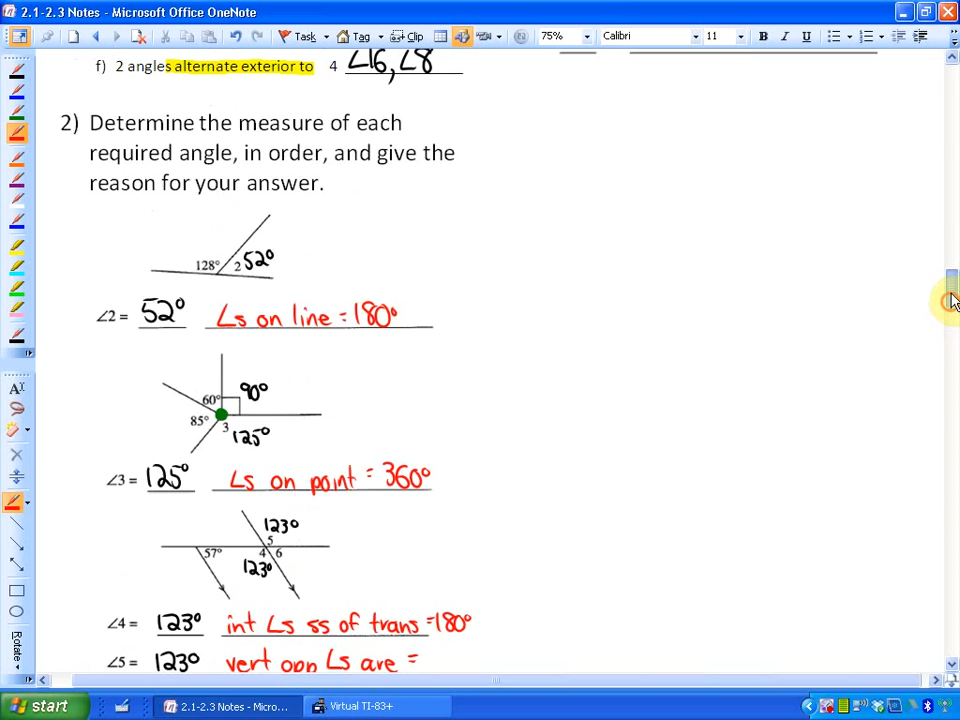 2.1-2.3 Notes - Microsoft Office OneNote
Task Tag Clip 75% Calibri 11 B I U
f) 2 angles alternate exterior to 4 ∠16, ∠8
2) Determine the measure of each
required angle, in order, and give the
reason for your answer.
128° 2 52°
∠2 = 52° ∠s on line = 180°
60° 90°
85° 3
125°
∠3 = 125° ∠s on point = 360°
123°
5
57° 4 6
123°
∠4 = 123° int ∠s ss of trans = 180°
∠5 = 123° vert opp ∠s are =
A
Rotate
start 2.1-2.3 Notes - Micro... Virtual TI-83+